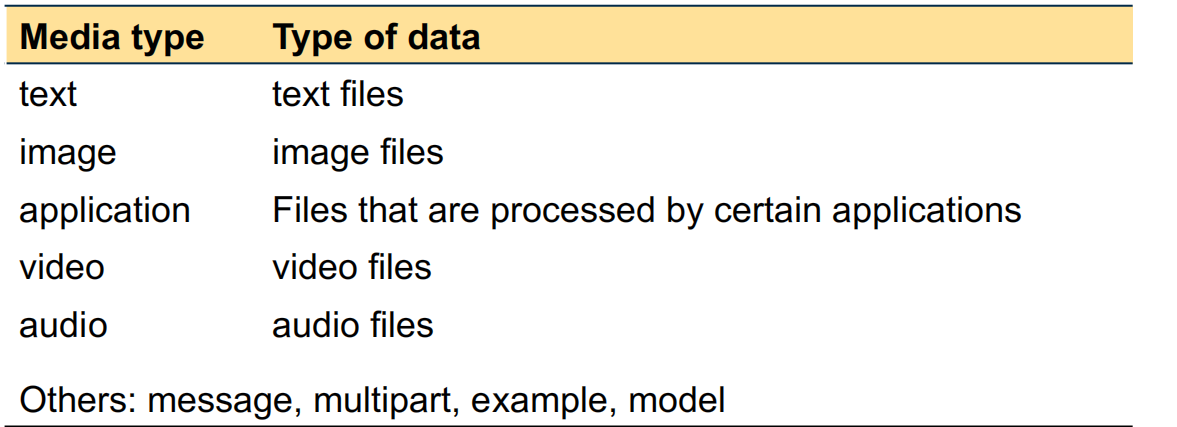 Media type Type of data
text text files
image image files
application Files that are processed by certain applications
video video files
audio audio files
Others: message, multipart, example, model